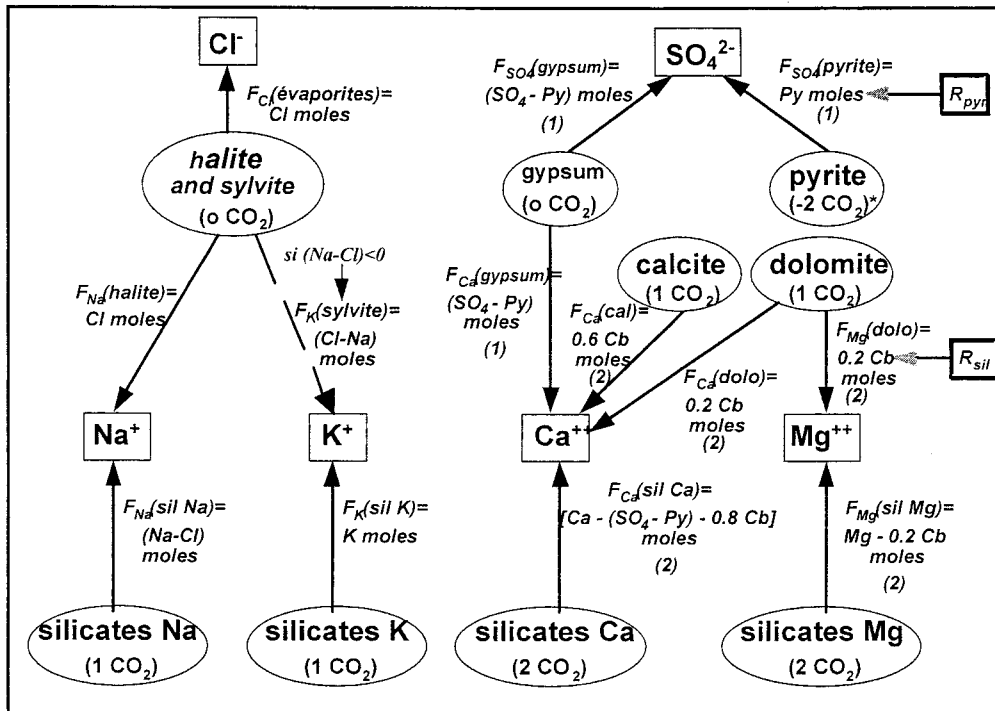 Cl⁻
F_Cl(évaporites)=
Cl moles
halite
and sylvite
(o CO₂)
si (Na-Cl)<0
F_Na(halite)=
Cl moles
F_K(sylvite)=
(Cl-Na)
moles
Na⁺
K⁺
F_Na(sil Na)=
(Na-Cl)
moles
F_K(sil K)=
K moles
silicates Na
(1 CO₂)
silicates K
(1 CO₂)
SO₄²⁻
F_SO4(gypsum)=
(SO₄ - Py) moles
(1)
F_SO4(pyrite)=
Py moles
(1)
R_pyr
gypsum
(o CO₂)
pyrite
(-2 CO₂)*
calcite
(1 CO₂)
dolomite
(1 CO₂)
F_Ca(gypsum)=
(SO₄ - Py)
moles
(1)
F_Ca(cal)=
0.6 Cb
moles
(2)
F_Ca(dolo)=
0.2 Cb
moles
(2)
F_Mg(dolo)=
0.2 Cb
moles
(2)
R_sil
Ca⁺⁺
Mg⁺⁺
F_Ca(sil Ca)=
[Ca - (SO₄ - Py) - 0.8 Cb]
moles
(2)
F_Mg(sil Mg)=
Mg - 0.2 Cb
moles
(2)
silicates Ca
(2 CO₂)
silicates Mg
(2 CO₂)